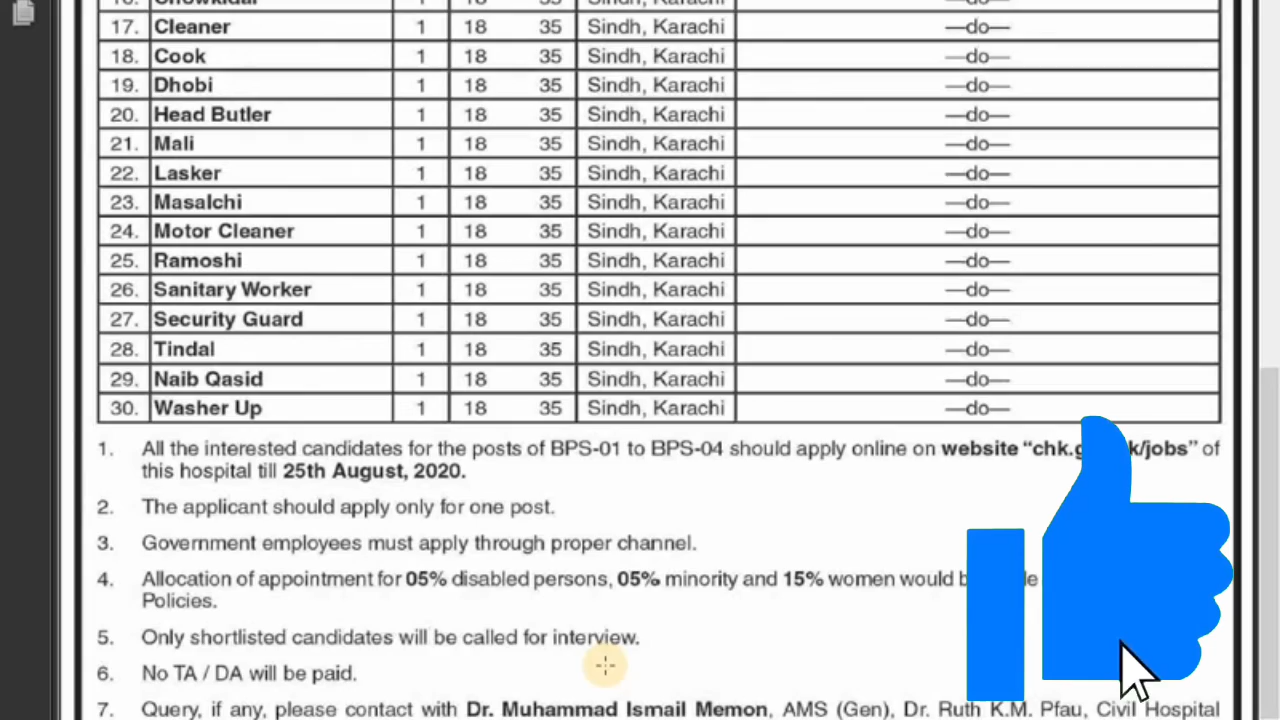 16. Chowkidar 1 18 35 Sindh, Karachi
17. Cleaner 1 18 35 Sindh, Karachi —do—
18. Cook 1 18 35 Sindh, Karachi —do—
19. Dhobi 1 18 35 Sindh, Karachi —do—
20. Head Butler 1 18 35 Sindh, Karachi —do—
21. Mali 1 18 35 Sindh, Karachi —do—
22. Lasker 1 18 35 Sindh, Karachi —do—
23. Masalchi 1 18 35 Sindh, Karachi —do—
24. Motor Cleaner 1 18 35 Sindh, Karachi —do—
25. Ramoshi 1 18 35 Sindh, Karachi —do—
26. Sanitary Worker 1 18 35 Sindh, Karachi —do—
27. Security Guard 1 18 35 Sindh, Karachi —do—
28. Tindal 1 18 35 Sindh, Karachi —do—
29. Naib Qasid 1 18 35 Sindh, Karachi —do—
30. Washer Up 1 18 35 Sindh, Karachi —do—
1. All the interested candidates for the posts of BPS-01 to BPS-04 should apply online on website "chk.g k/jobs" of
this hospital till 25th August, 2020.
2. The applicant should apply only for one post.
3. Government employees must apply through proper channel.
4. Allocation of appointment for 05% disabled persons, 05% minority and 15% women would
Policies.
5. Only shortlisted candidates will be called for interview.
6. No TA / DA will be paid.
7. Query, if any, please contact with Dr. Muhammad Ismail Memon, AMS (Gen), Dr. Ruth K.M. Pfau, Civil Hospital